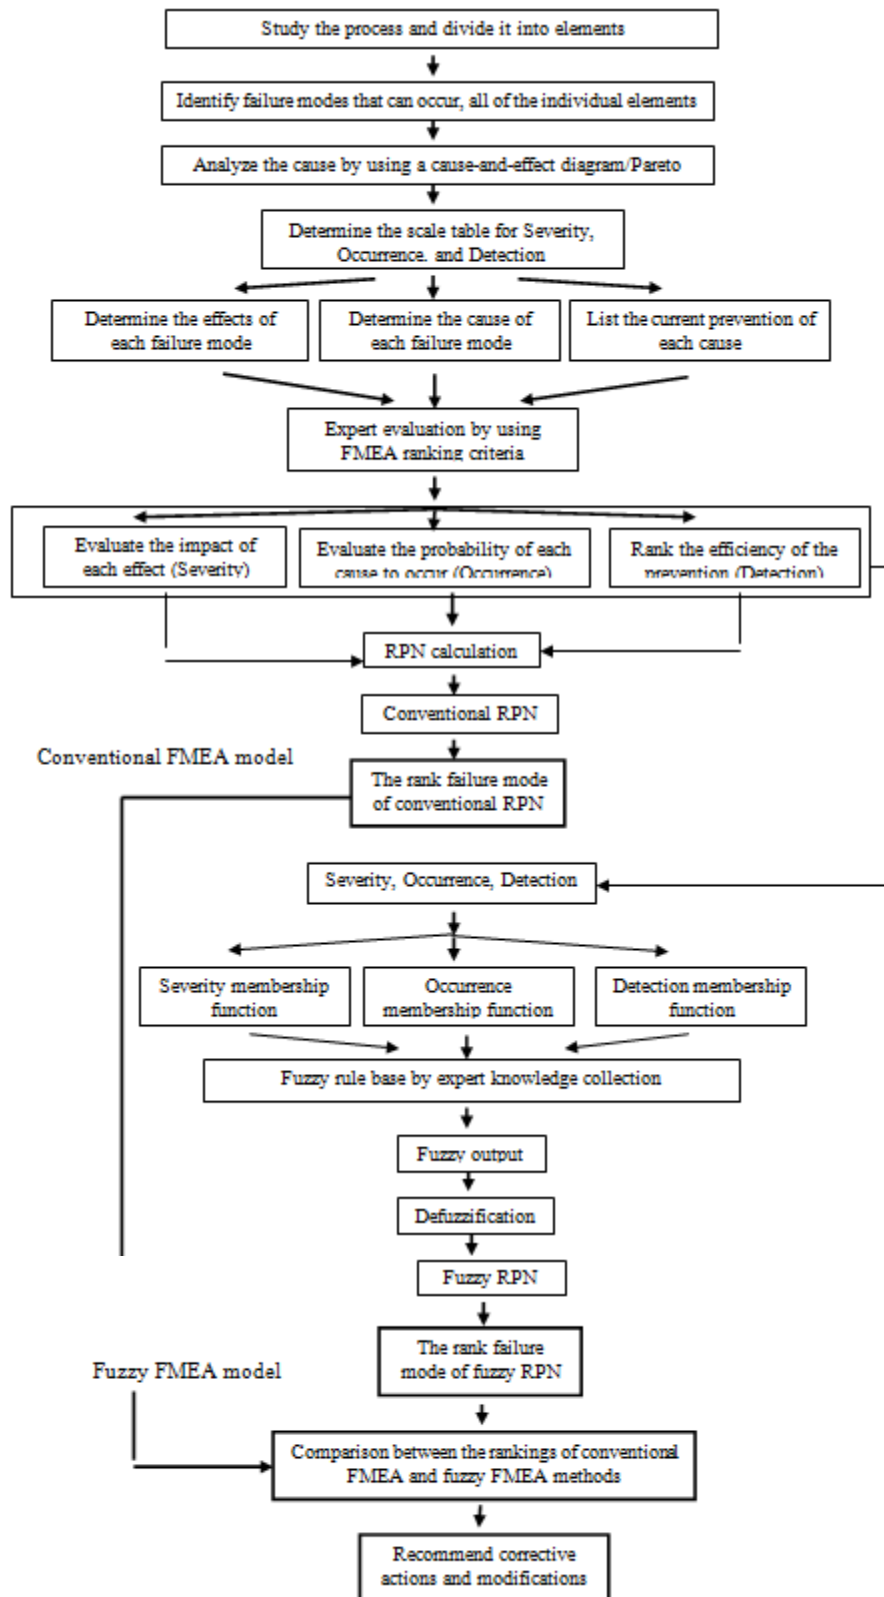 Study the process and divide it into elements
Identify failure modes that can occur, all of the individual elements
Analyze the cause by using a cause-and-effect diagram/Pareto
Determine the scale table for Severity,
Occurrence. and Detection
Determine the effects of
each failure mode
Determine the cause of
each failure mode
List the current prevention of
each cause
Expert evaluation by using
FMEA ranking criteria
Evaluate the impact of
each effect (Severity)
Evaluate the probability of each
cause to occur (Occurrence)
Rank the efficiency of the
prevention (Detection)
RPN calculation
Conventional RPN
Conventional FMEA model
The rank failure mode
of conventional RPN
Severity, Occurrence, Detection
Severity membership
function
Occurrence
membership function
Detection membership
function
Fuzzy rule base by expert knowledge collection
Fuzzy output
Defuzzification
Fuzzy RPN
The rank failure
mode of fuzzy RPN
Fuzzy FMEA model
Comparison between the rankings of conventional
FMEA and fuzzy FMEA methods
Recommend corrective
actions and modifications